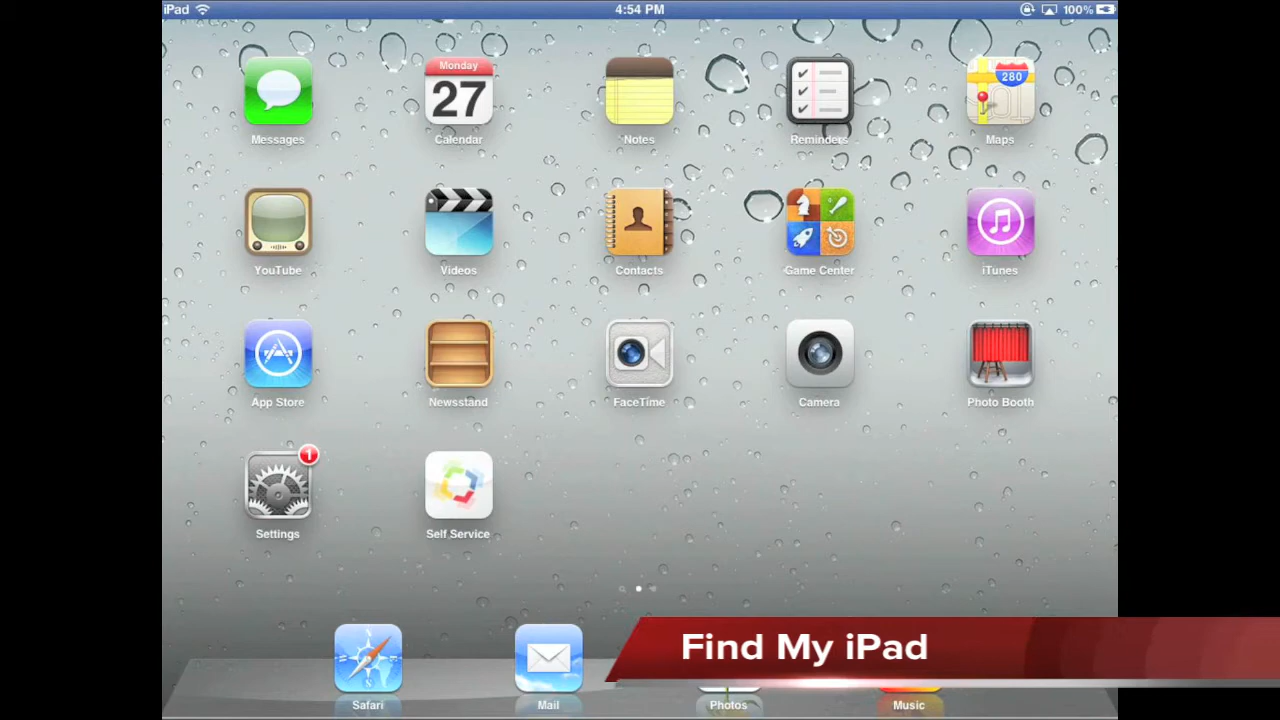 iPad 4:54 PM 100%
Monday
27
280
Messages Calendar Notes Reminders Maps
YouTube Videos Contacts Game Center iTunes
App Store Newsstand FaceTime Camera Photo Booth
1
Settings Self Service
Find My iPad
Safari Mail Photos Music